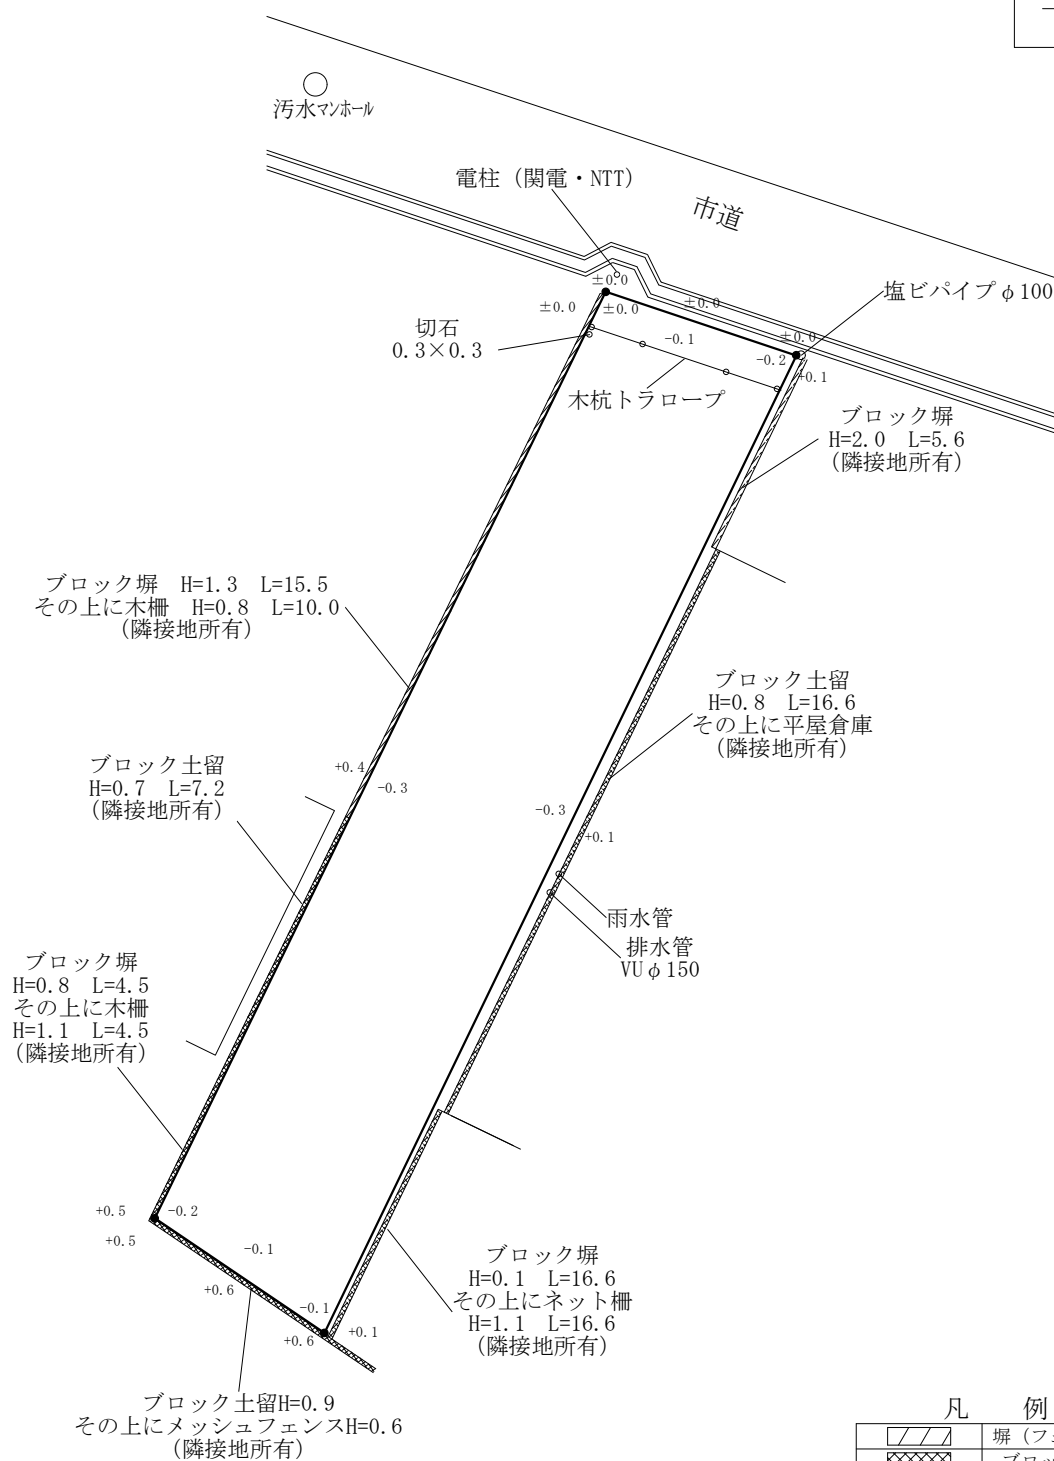 汚水マンホール
電柱（関電・NTT）
市道
±0.0
±0.0
±0.0
±0.0
±0.0
塩ビパイプφ100
切石
0.3×0.3
-0.1
-0.2
+0.1
木杭トラロープ
ブロック塀
H=2.0 L=5.6
(隣接地所有)
ブロック塀 H=1.3 L=15.5
その上に木柵 H=0.8 L=10.0
(隣接地所有)
ブロック土留
H=0.8 L=16.6
その上に平屋倉庫
(隣接地所有)
ブロック土留
H=0.7 L=7.2
(隣接地所有)
+0.4
-0.3
-0.3
+0.1
雨水管
排水管
VUφ150
ブロック塀
H=0.8 L=4.5
その上に木柵
H=1.1 L=4.5
(隣接地所有)
+0.5
-0.2
+0.5
-0.1
+0.6
-0.1
+0.6
+0.1
ブロック塀
H=0.1 L=16.6
その上にネット柵
H=1.1 L=16.6
(隣接地所有)
ブロック土留H=0.9
その上にメッシュフェンスH=0.6
(隣接地所有)
凡 例
塀（フェ
ブロッ